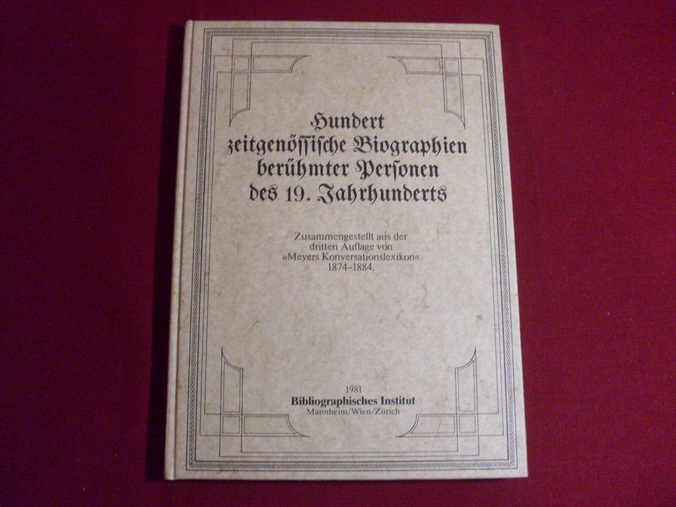 Hundert
zeitgenössische Biographien
berühmter Personen
des 19. Jahrhunderts
Zusammengestellt aus der
dritten Auflage von
»Meyers Konversationslexikon«
1874–1884.
1981
Bibliographisches Institut
Mannheim/Wien/Zürich